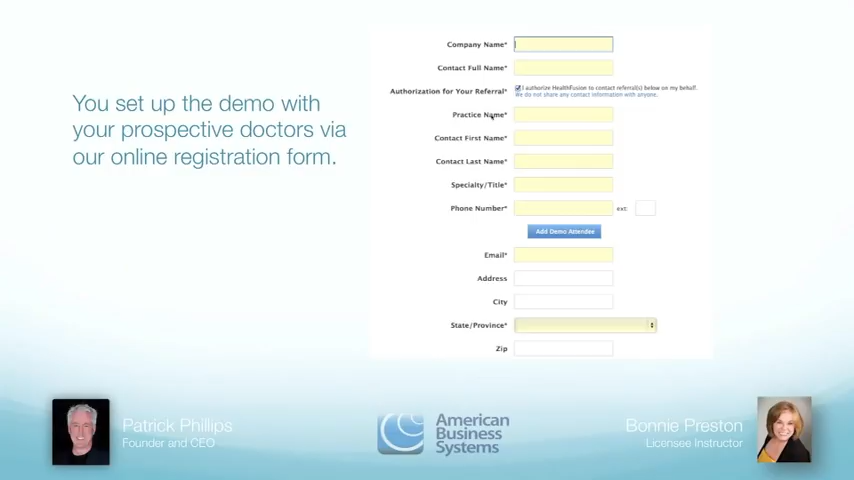 You set up the demo with
your prospective doctors via
our online registration form.
Company Name*
Contact Full Name*
Authorization for Your Referral*
I authorize HealthFusion to contact referral(s) below on my behalf.
We do not share any contact information with anyone.
Practice Name*
Contact First Name*
Contact Last Name*
Specialty/Title*
Phone Number*
ext:
Add Demo Attendee
Email*
Address
City
State/Province*
Zip
Patrick Phillips
Founder and CEO
American
Business
Systems
Bonnie Preston
Licensee Instructor